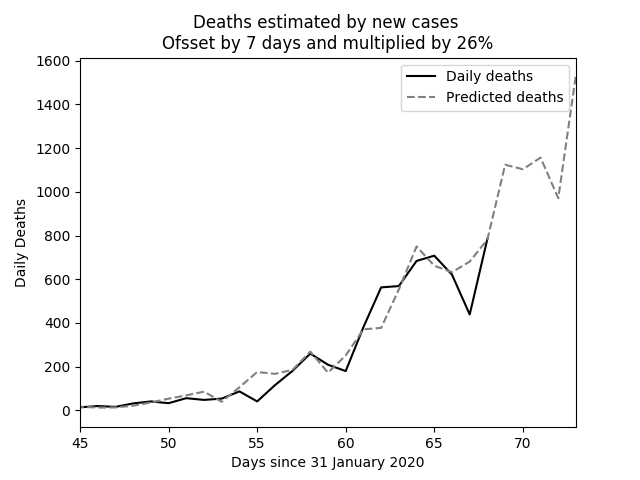 Deaths estimated by new cases
Ofsset by 7 days and multiplied by 26%
Daily deaths
Predicted deaths
1600
1400
1200
1000
800
600
400
200
0
Daily Deaths
45 50 55 60 65 70
Days since 31 January 2020